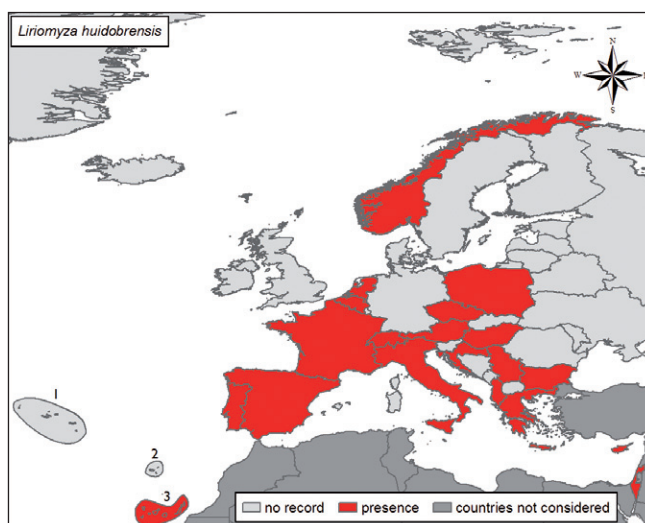 Liriomyza huidobrensis
N
W
E
S
1
2
3
no record presence countries not considered